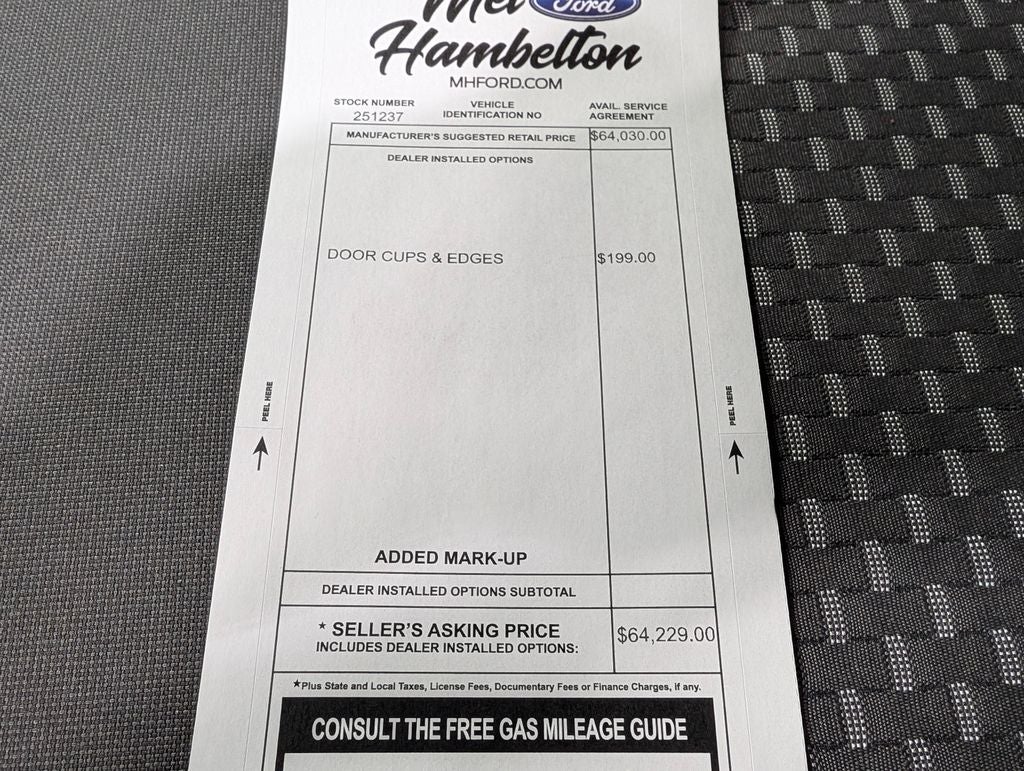 Mel Ford
Hambelton
MHFORD.COM
STOCK NUMBER
251237
VEHICLE
IDENTIFICATION NO
AVAIL. SERVICE
AGREEMENT
MANUFACTURER'S SUGGESTED RETAIL PRICE $64,030.00
DEALER INSTALLED OPTIONS
DOOR CUPS & EDGES $199.00
PEEL HERE
PEEL HERE
ADDED MARK-UP
DEALER INSTALLED OPTIONS SUBTOTAL
* SELLER'S ASKING PRICE
INCLUDES DEALER INSTALLED OPTIONS:
$64,229.00
*Plus State and Local Taxes, License Fees, Documentary Fees or Finance Charges, if any.
CONSULT THE FREE GAS MILEAGE GUIDE